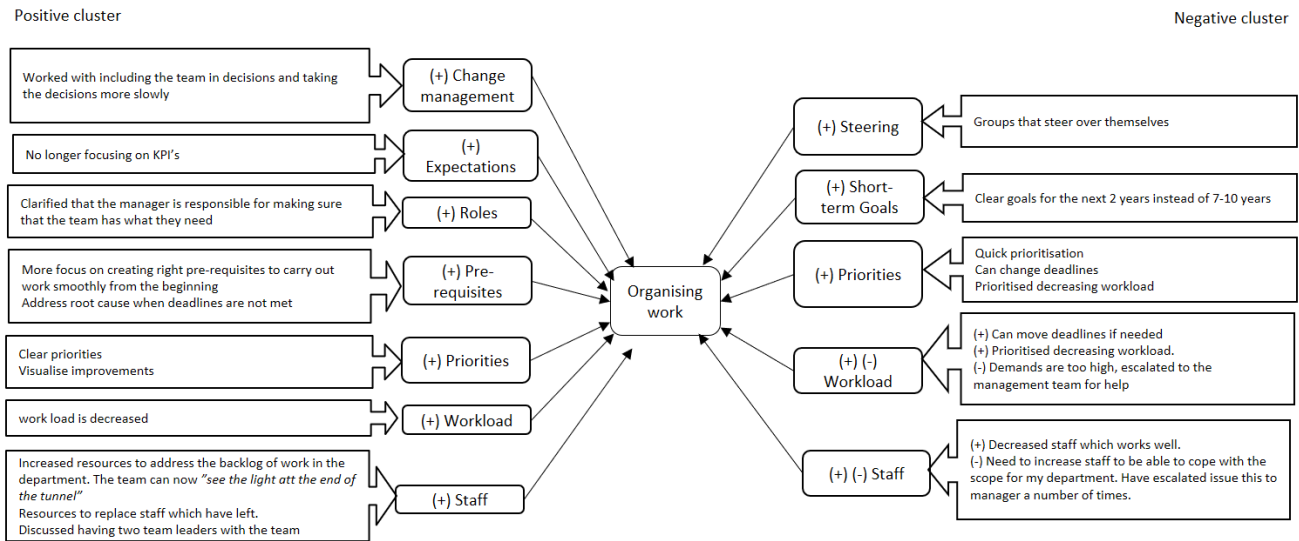 Positive cluster
Negative cluster
Worked with including the team in decisions and taking
the decisions more slowly
(+) Change
management
No longer focusing on KPI's
(+)
Expectations
Clarified that the manager is responsible for making sure
that the team has what they need
(+) Roles
More focus on creating right pre-requisites to carry out
work smoothly from the beginning
Address root cause when deadlines are not met
(+) Pre-
requisites
Clear priorities
Visualise improvements
(+) Priorities
work load is decreased
(+) Workload
Increased resources to address the backlog of work in the
department. The team can now "see the light att the end of
the tunnel"
Resources to replace staff which have left.
Discussed having two team leaders with the team
(+) Staff
Organising
work
(+) Steering
Groups that steer over themselves
(+) Short-
term Goals
Clear goals for the next 2 years instead of 7-10 years
(+) Priorities
Quick prioritisation
Can change deadlines
Prioritised decreasing workload
(+) (-)
Workload
(+) Can move deadlines if needed
(+) Prioritised decreasing workload.
(-) Demands are too high, escalated to the
management team for help
(+) (-) Staff
(+) Decreased staff which works well.
(-) Need to increase staff to be able to cope with the
scope for my department. Have escalated issue this to
manager a number of times.